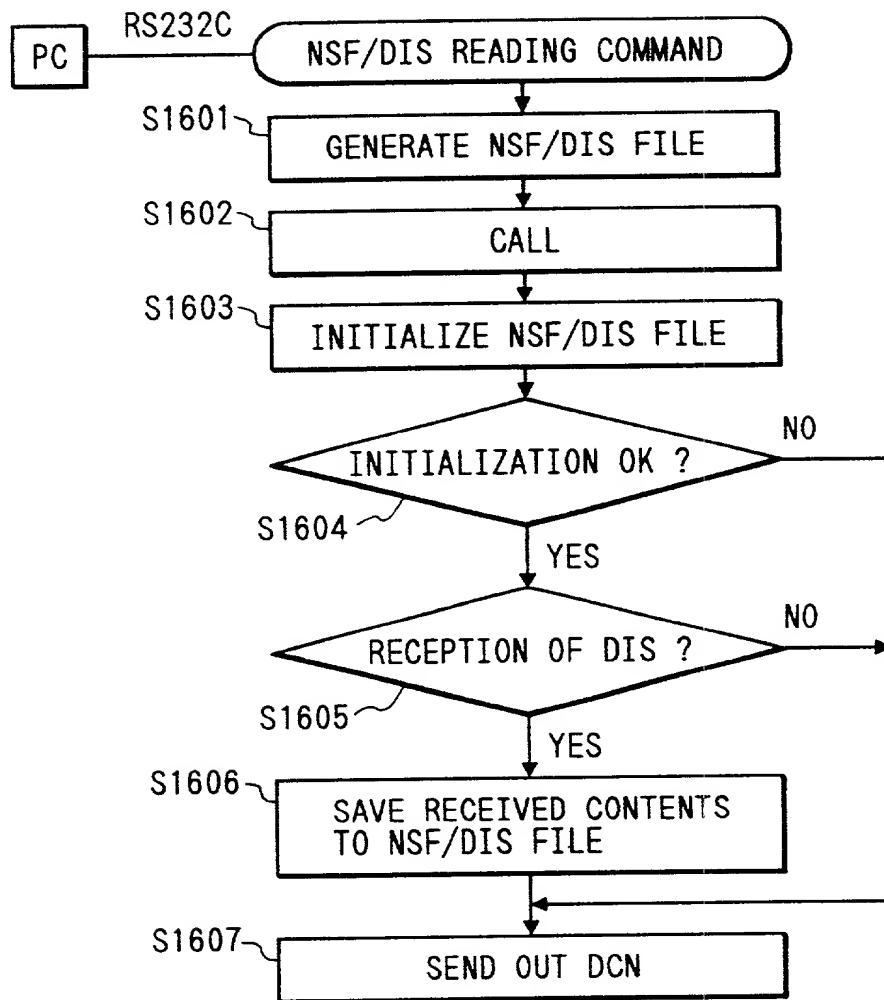 RS232C
PC
NSF/DIS READING COMMAND
S1601
GENERATE NSF/DIS FILE
S1602
CALL
S1603
INITIALIZE NSF/DIS FILE
NO
INITIALIZATION OK ?
S1604
YES
NO
RECEPTION OF DIS ?
S1605
YES
S1606
SAVE RECEIVED CONTENTS
TO NSF/DIS FILE
S1607
SEND OUT DCN